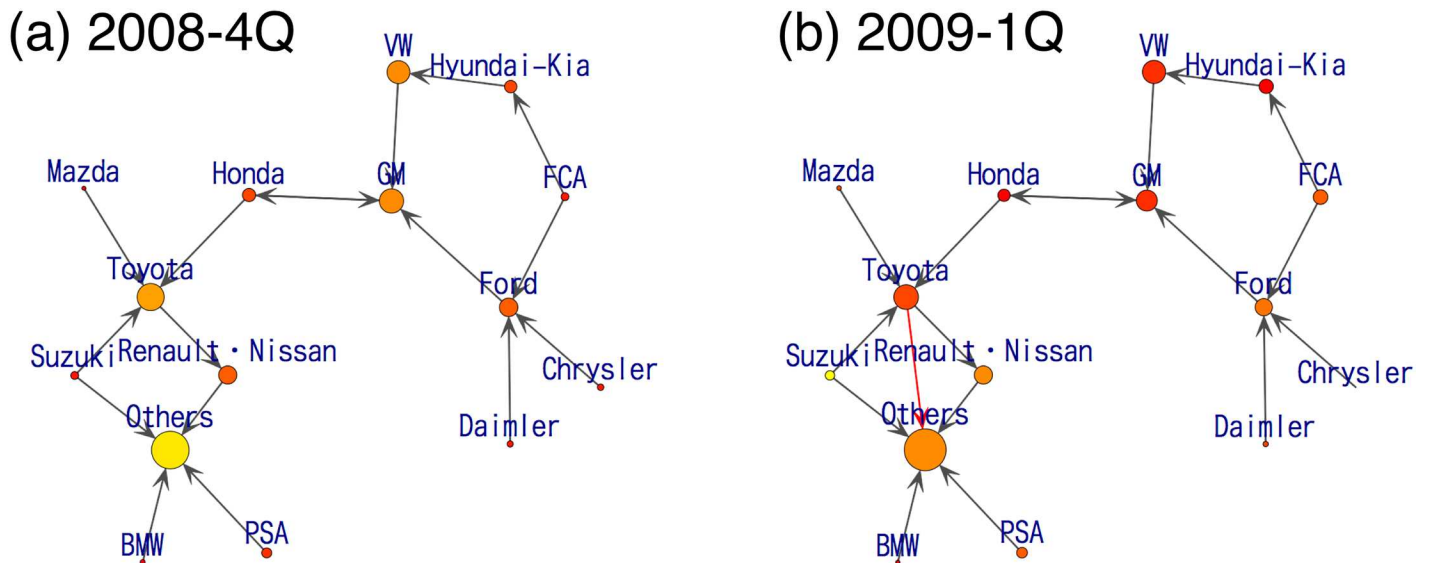 (a) 2008-4Q
VW
Hyundai-Kia
Mazda
Honda
GM
FCA
Toyota
Ford
Suzuki
Renault・Nissan
Chrysler
Others
Daimler
BMW
PSA
(b) 2009-1Q
VW
Hyundai-Kia
Mazda
Honda
GM
FCA
Toyota
Ford
Suzuki
Renault・Nissan
Chrysler
Others
Daimler
BMW
PSA